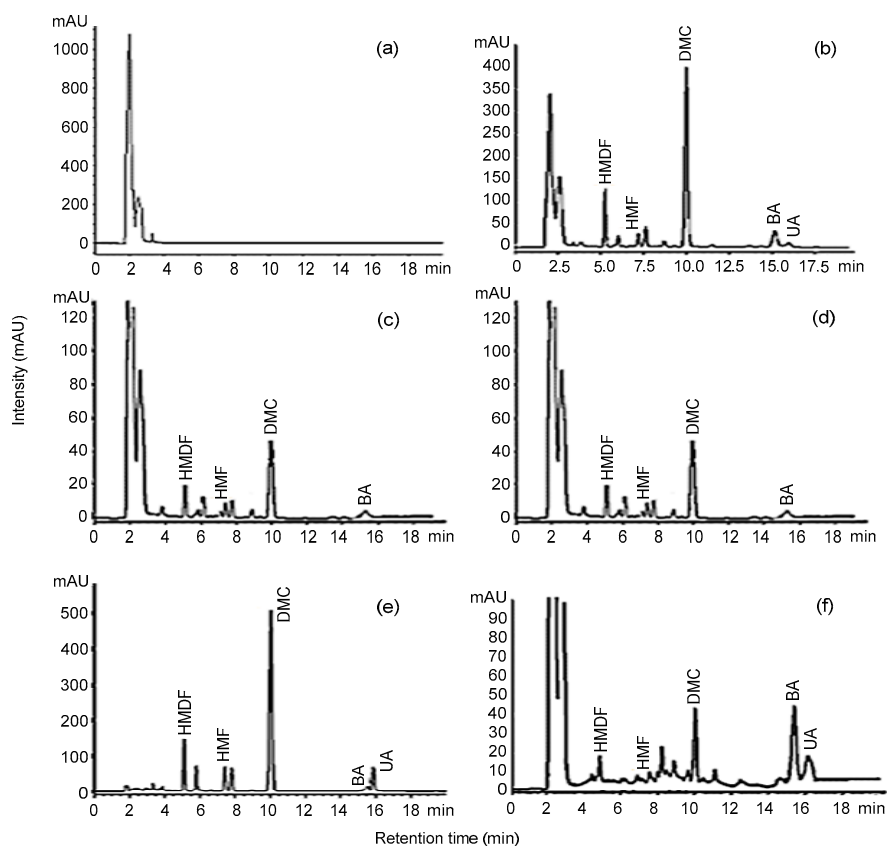 mAU
(a)
1000
800
600
400
200
0
0 2 4 6 8 10 12 14 16 18 min
mAU
(b)
DMC
400
350
300
250
200
150
100
50
0
HMDF
HMF
BA
UA
0 2.5 5.0 7.5 10.0 12.5 15.0 17.5 min
Intensity (mAU)
mAU
(c)
120
100
80
60
40
20
0
HMDF
HMF
DMC
BA
0 2 4 6 8 10 12 14 16 18 min
mAU
(d)
120
100
80
60
40
20
0
HMDF
HMF
DMC
BA
0 2 4 6 8 10 12 14 16 18 min
mAU
(e)
500
400
300
200
100
0
HMDF
HMF
DMC
BA
UA
0 2 4 6 8 10 12 14 16 18 min
mAU
(f)
90
80
70
60
50
40
30
20
10
0
HMDF
HMF
DMC
BA
UA
0 2 4 6 8 10 12 14 16 18 min
Retention time (min)